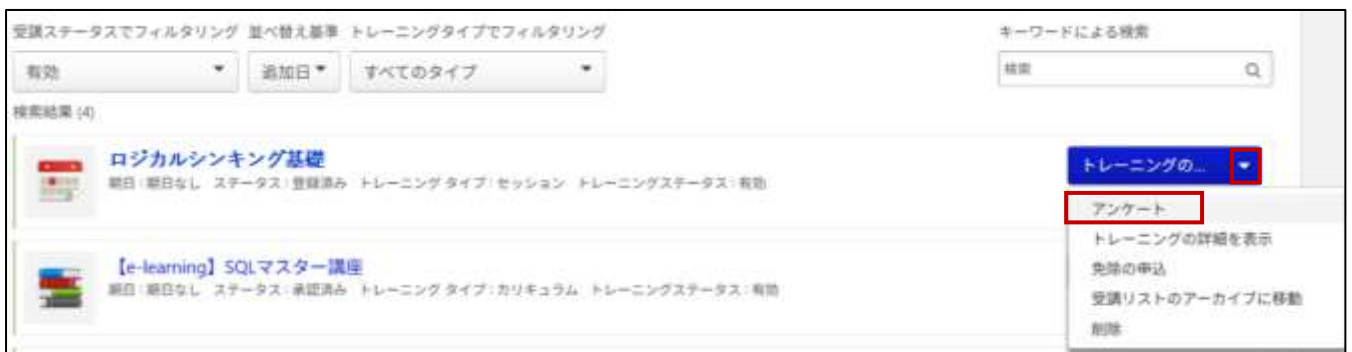 受講ステータスでフィルタリング 並べ替え基準 トレーニングタイプでフィルタリング キーワードによる検索
有効 追加日 すべてのタイプ 検索
検索結果 (4)
ロジカルシンキング基礎 トレーニングの...
期日：期日なし ステータス：登録済み トレーニング タイプ：セッション トレーニングステータス：有効
アンケート
トレーニングの詳細を表示
【e-learning】SQLマスター講座
免除の申込
期日：期日なし ステータス：承認済み トレーニング タイプ：カリキュラム トレーニングステータス：有効
受講リストのアーカイブに移動
削除